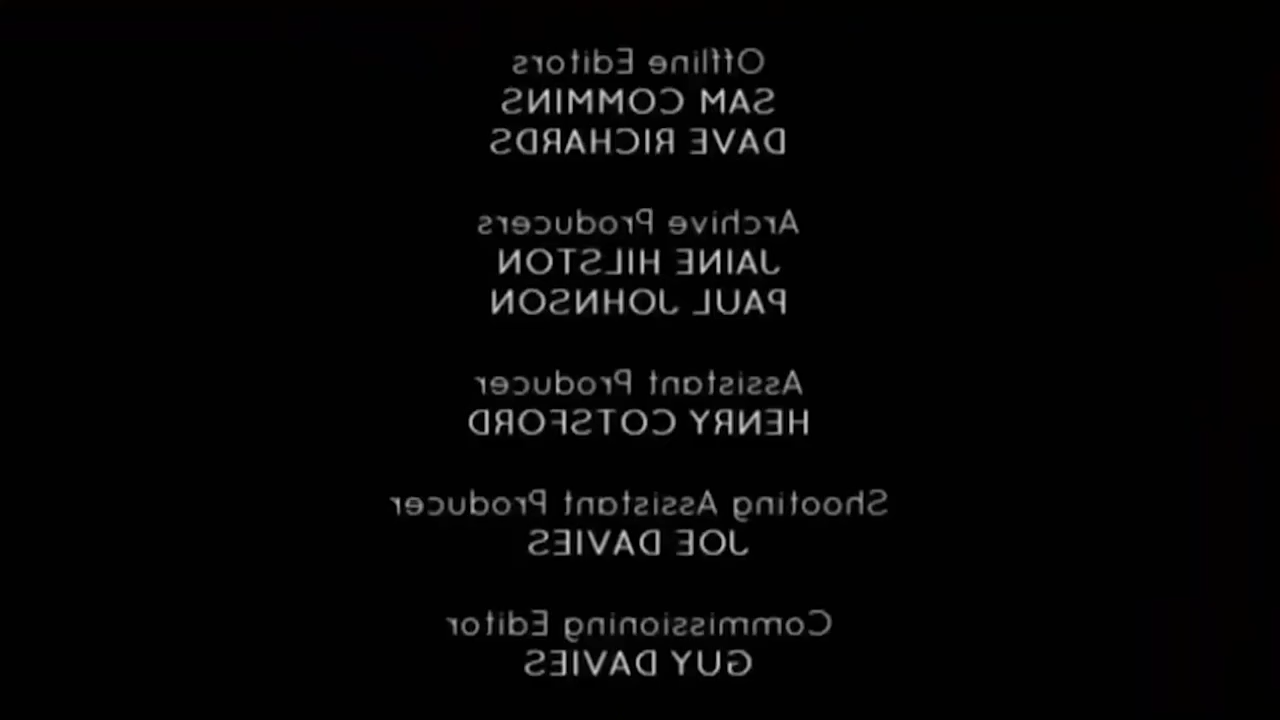 Offline Editors
SAM COMMINS
DAVE RICHARDS
Archive Producers
JAINE HILSTON
PAUL JOHNSON
Assistant Producer
HENRY COTSFORD
Shooting Assistant Producer
JOE DAVIES
Commissioning Editor
GUY DAVIES